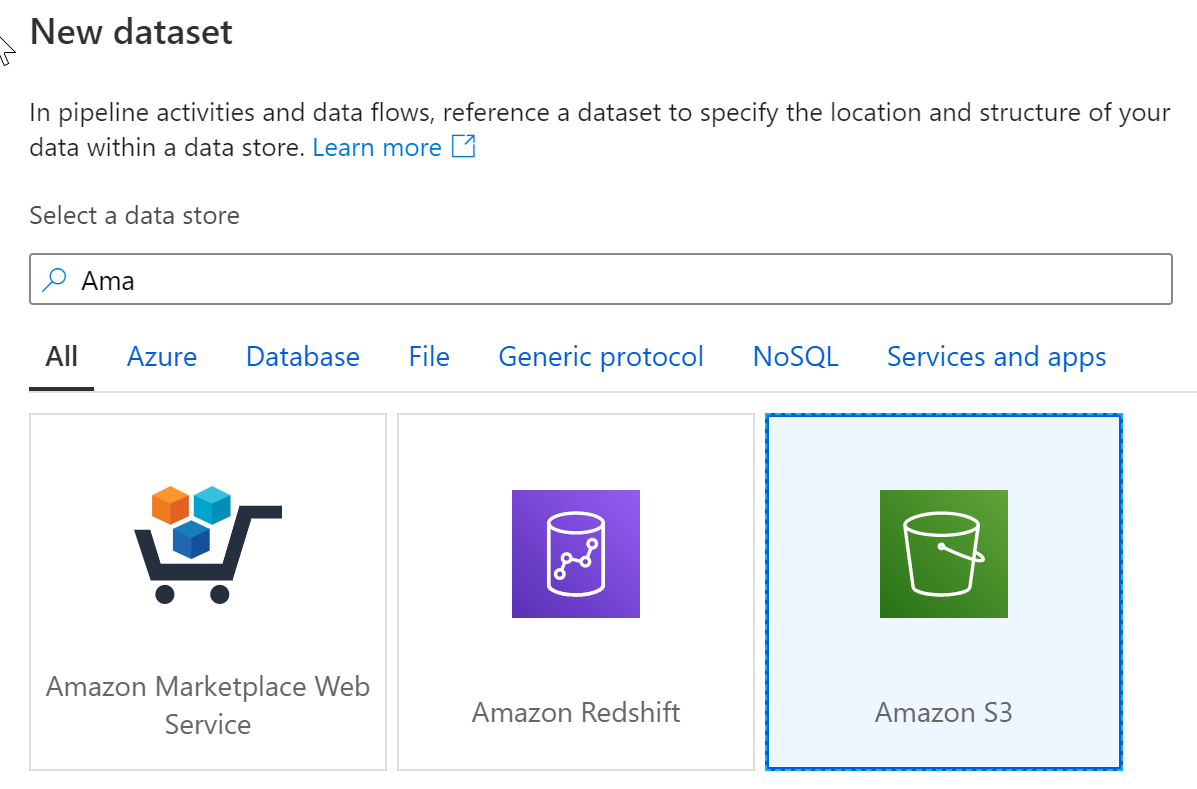 New dataset
In pipeline activities and data flows, reference a dataset to specify the location and structure of your
data within a data store. Learn more
Select a data store
Ama
All Azure Database File Generic protocol NoSQL Services and apps
Amazon Marketplace Web
Service
Amazon Redshift
Amazon S3